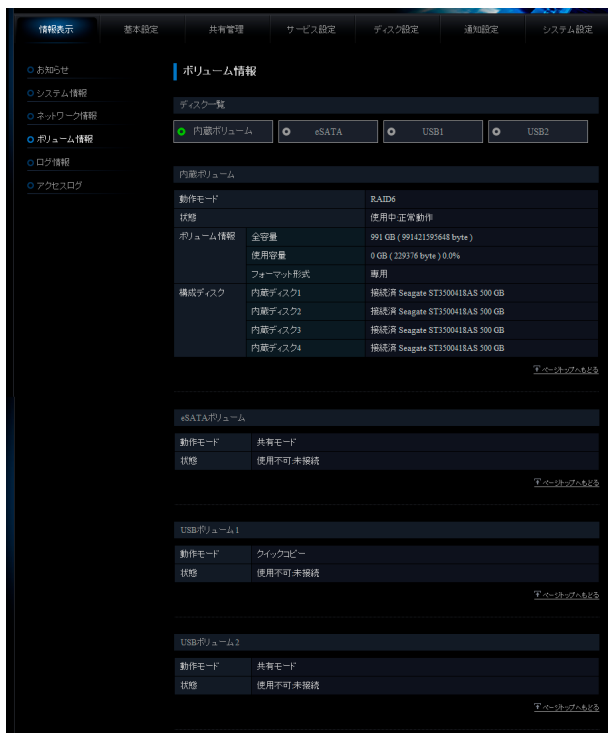 情報表示 基本設定 共有管理 サービス設定 ディスク設定 通知設定 システム設定
お知らせ
システム情報
ネットワーク情報
ボリューム情報
ログ情報
アクセスログ
ボリューム情報
ディスク一覧
内蔵ボリューム eSATA USB1 USB2
内蔵ボリューム
動作モード RAID6
状態 使用中:正常動作
ボリューム情報 全容量 991 GB ( 991421595648 byte )
使用容量 0 GB ( 229376 byte ) 0.0%
フォーマット形式 専用
構成ディスク 内蔵ディスク1 接続済 Seagate ST3500418AS 500 GB
内蔵ディスク2 接続済 Seagate ST3500418AS 500 GB
内蔵ディスク3 接続済 Seagate ST3500418AS 500 GB
内蔵ディスク4 接続済 Seagate ST3500418AS 500 GB
ページトップへもどる
eSATAボリューム
動作モード 共有モード
状態 使用不可:未接続
ページトップへもどる
USBボリューム1
動作モード クイックコピー
状態 使用不可:未接続
ページトップへもどる
USBボリューム2
動作モード 共有モード
状態 使用不可:未接続
ページトップへもどる